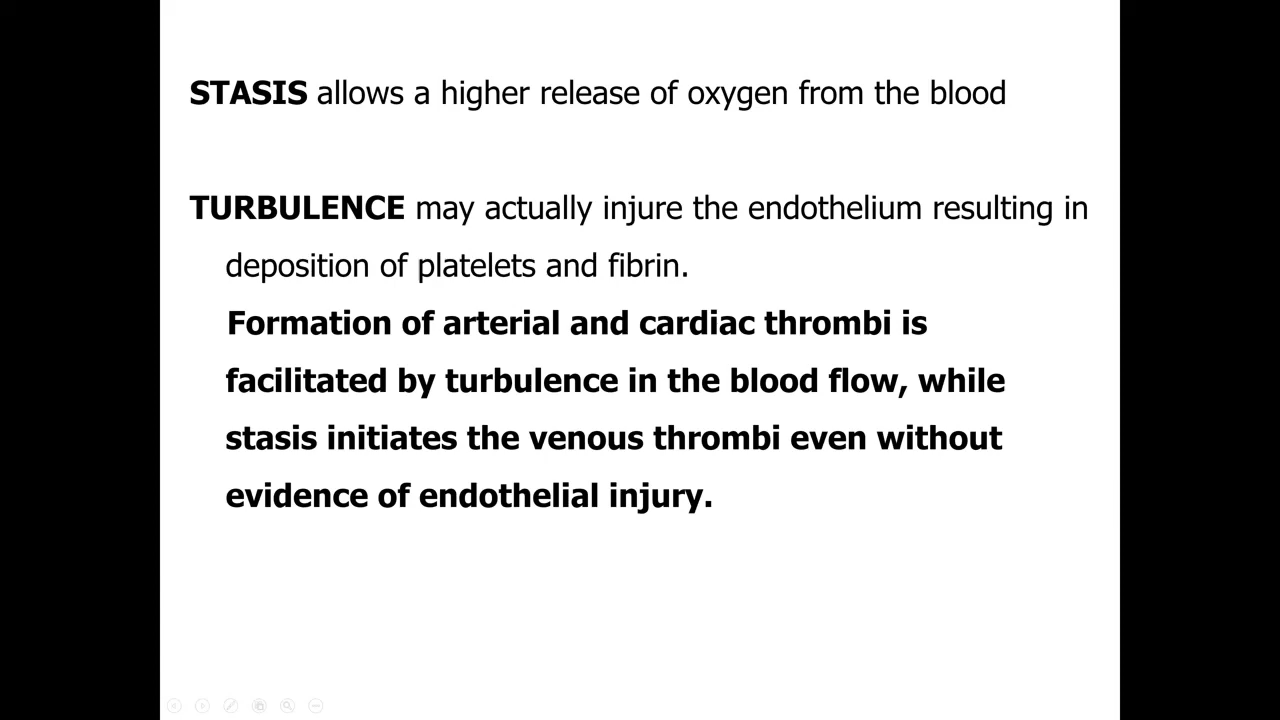 STASIS allows a higher release of oxygen from the blood
TURBULENCE may actually injure the endothelium resulting in
deposition of platelets and fibrin.
Formation of arterial and cardiac thrombi is
facilitated by turbulence in the blood flow, while
stasis initiates the venous thrombi even without
evidence of endothelial injury.